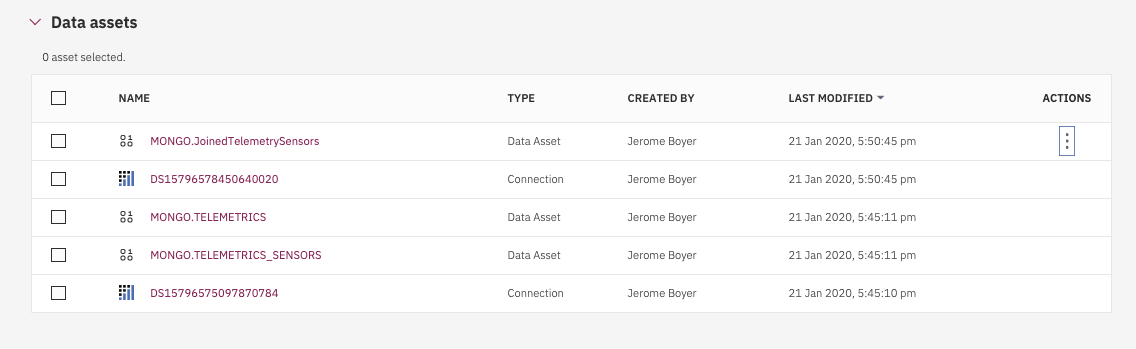 Data assets
0 asset selected.
NAME TYPE CREATED BY LAST MODIFIED ACTIONS
MONGO.JoinedTelemetrySensors Data Asset Jerome Boyer 21 Jan 2020, 5:50:45 pm
DS15796578450640020 Connection Jerome Boyer 21 Jan 2020, 5:50:45 pm
MONGO.TELEMETRICS Data Asset Jerome Boyer 21 Jan 2020, 5:45:11 pm
MONGO.TELEMETRICS_SENSORS Data Asset Jerome Boyer 21 Jan 2020, 5:45:11 pm
DS15796575097870784 Connection Jerome Boyer 21 Jan 2020, 5:45:10 pm